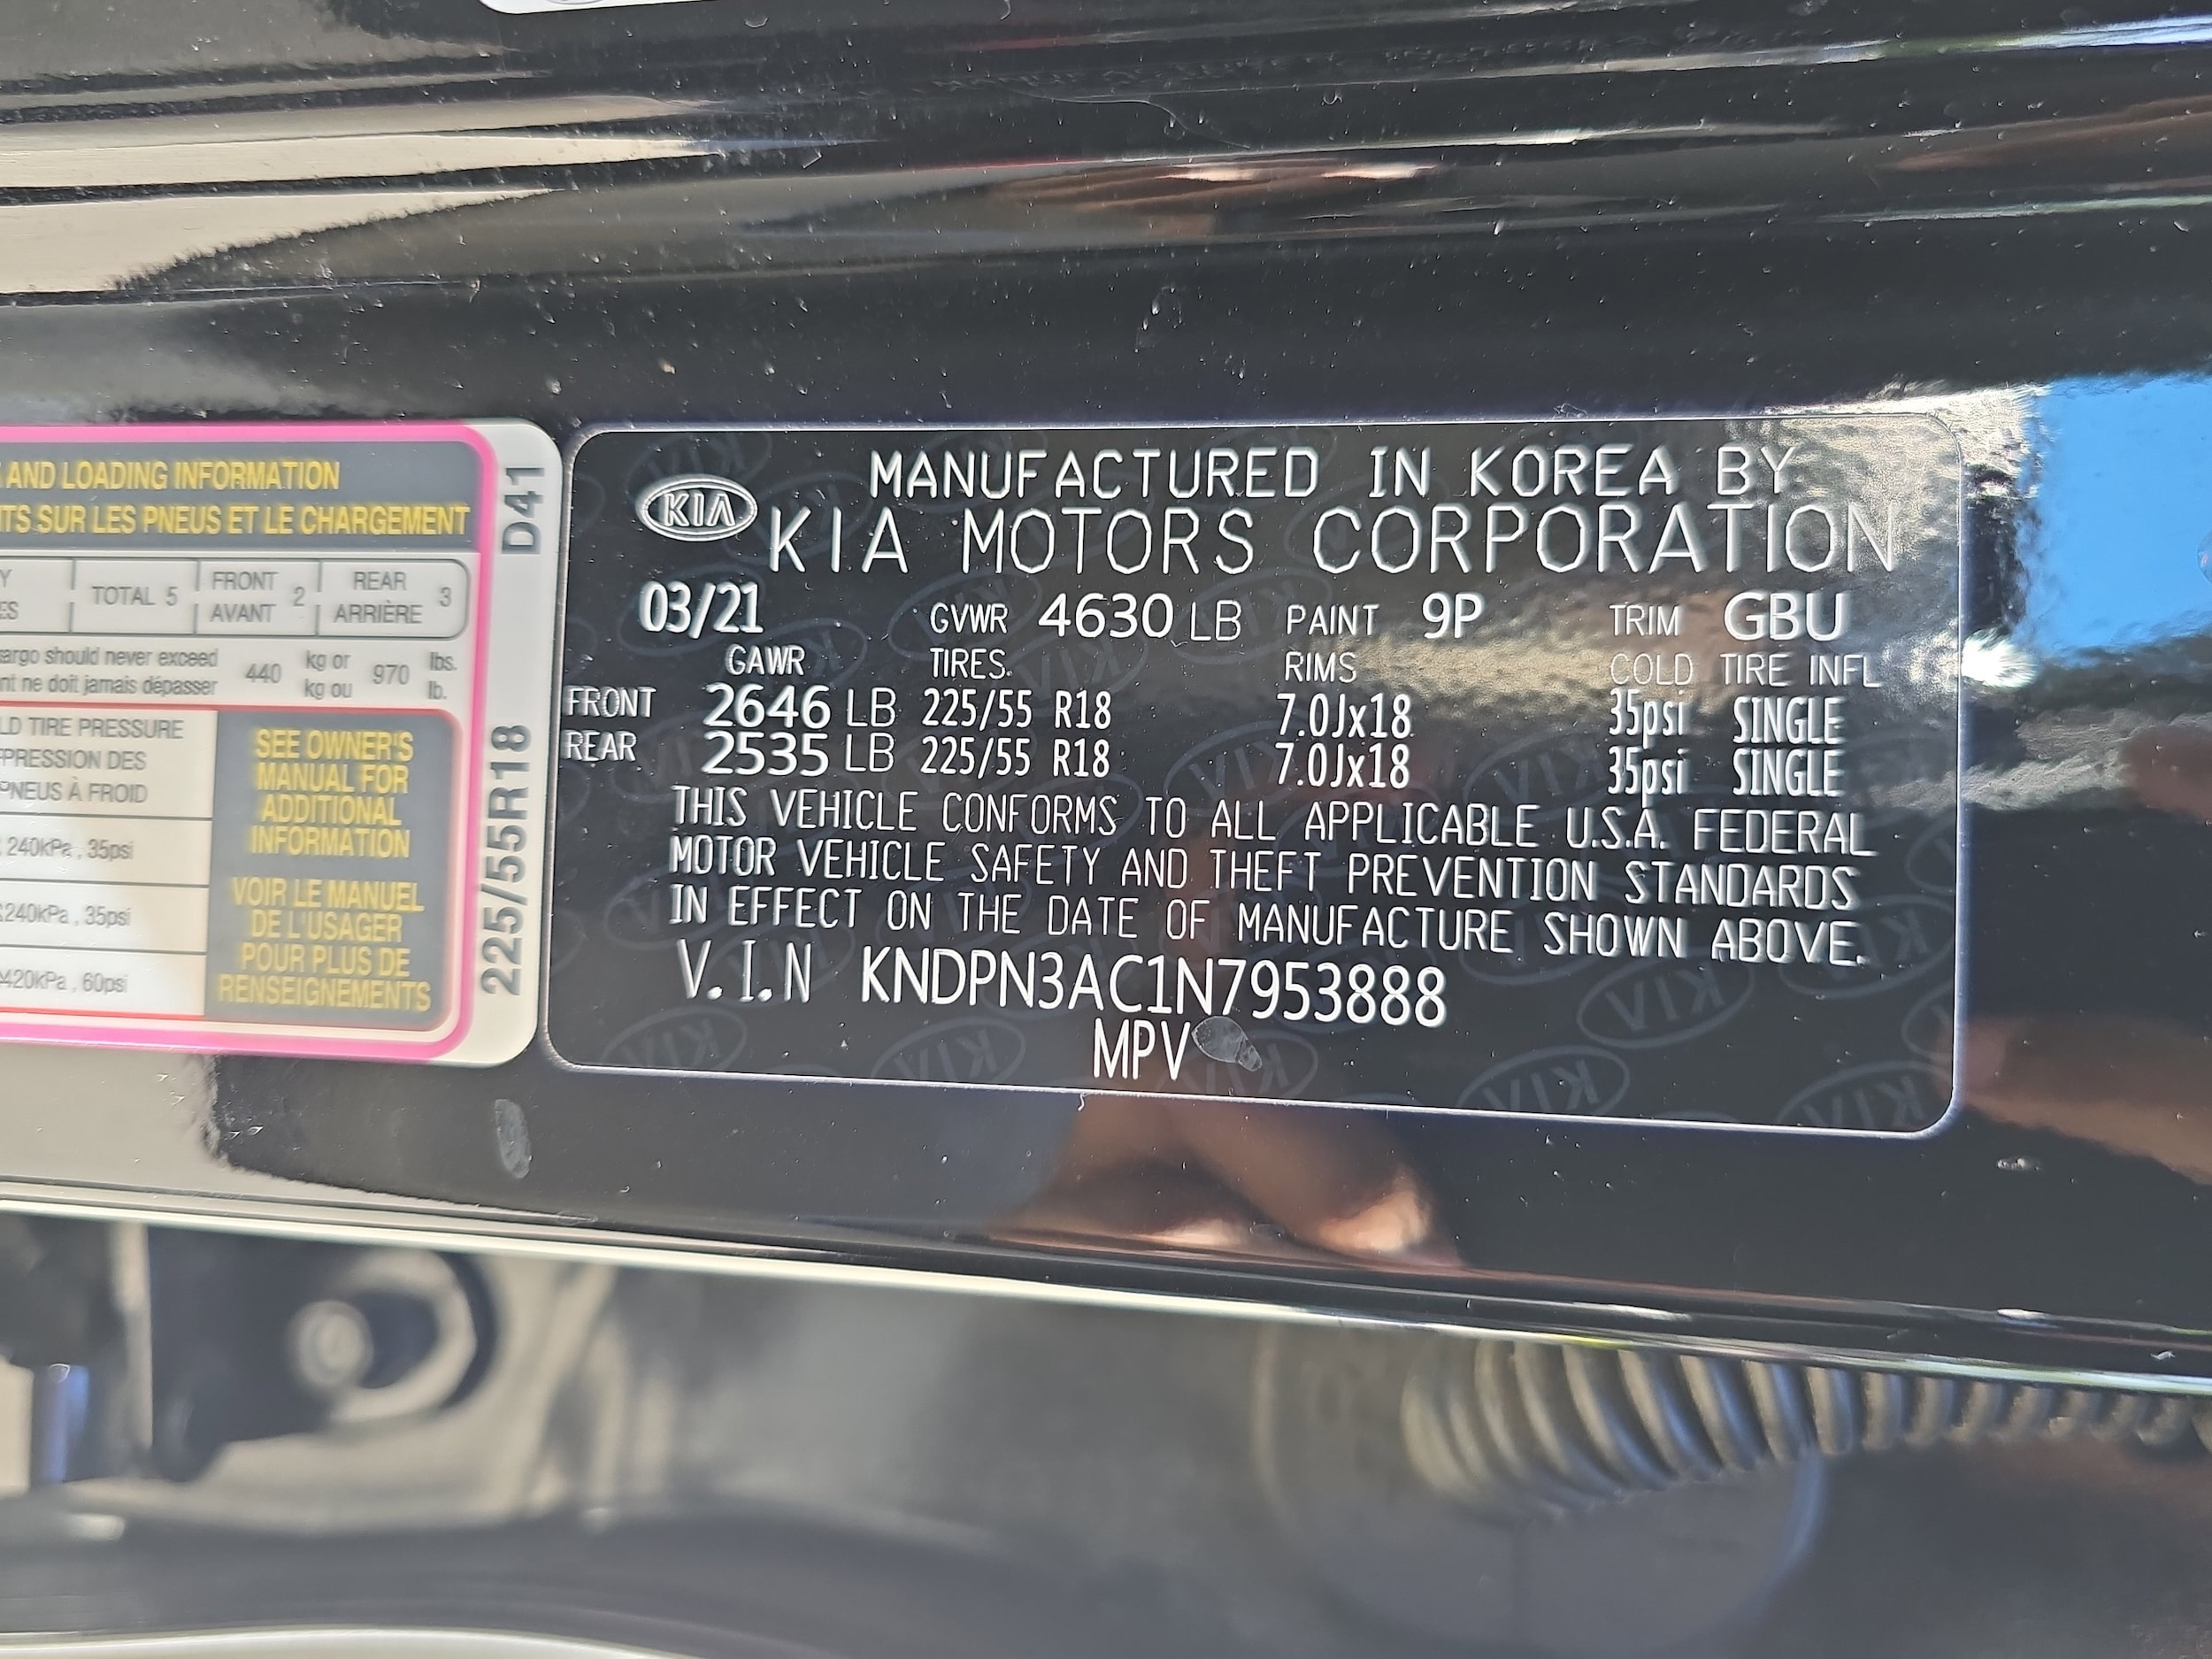 AND LOADING INFORMATION
SUR LES PNEUS ET LE CHARGEMENT
TOTAL 5
FRONT
AVANT
2
REAR
ARRIÈRE
3
should never exceed
ne doit jamais dépasser
440
kg or
kg ou
970
lbs.
lb.
TIRE PRESSURE
PRESSION DES
PNEUS À FROID
240kPa , 35psi
240kPa , 35psi
420kPa , 60psi
SEE OWNER'S
MANUAL FOR
ADDITIONAL
INFORMATION
VOIR LE MANUEL
DE L'USAGER
POUR PLUS DE
RENSEIGNEMENTS
D41
225/55R18
KIA
MANUFACTURED IN KOREA BY
KIA MOTORS CORPORATION
03/21 GVWR 4630 LB PAINT 9P TRIM GBU
GAWR TIRES. RIMS COLD TIRE INFL
FRONT 2646 LB 225/55 R18 7.0Jx18 35psi SINGLE
REAR 2535 LB 225/55 R18 7.0Jx18 35psi SINGLE
THIS VEHICLE CONFORMS TO ALL APPLICABLE U.S.A. FEDERAL
MOTOR VEHICLE SAFETY AND THEFT PREVENTION STANDARDS
IN EFFECT ON THE DATE OF MANUFACTURE SHOWN ABOVE.
V.I.N KNDPN3AC1N7953888
MPV